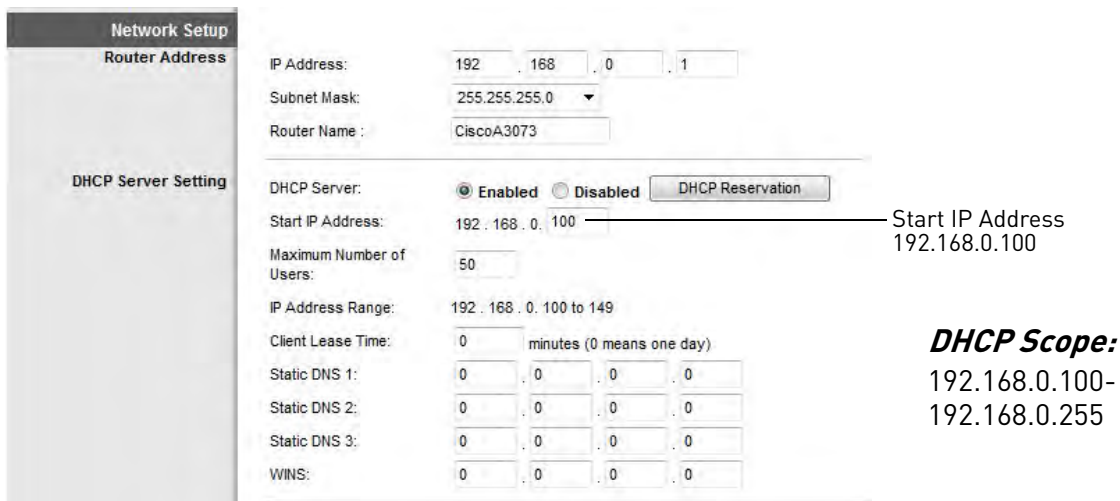 Network Setup
Router Address
IP Address: 192 . 168 . 0 . 1
Subnet Mask: 255.255.255.0
Router Name : CiscoA3073
DHCP Server Setting
DHCP Server: Enabled Disabled DHCP Reservation
Start IP Address: 192 . 168 . 0. 100
Start IP Address
192.168.0.100
Maximum Number of
Users: 50
IP Address Range: 192 . 168 . 0. 100 to 149
Client Lease Time: 0 minutes (0 means one day)
Static DNS 1: 0 . 0 . 0 . 0
Static DNS 2: 0 . 0 . 0 . 0
Static DNS 3: 0 . 0 . 0 . 0
WINS: 0 . 0 . 0 . 0
DHCP Scope:
192.168.0.100-
192.168.0.255